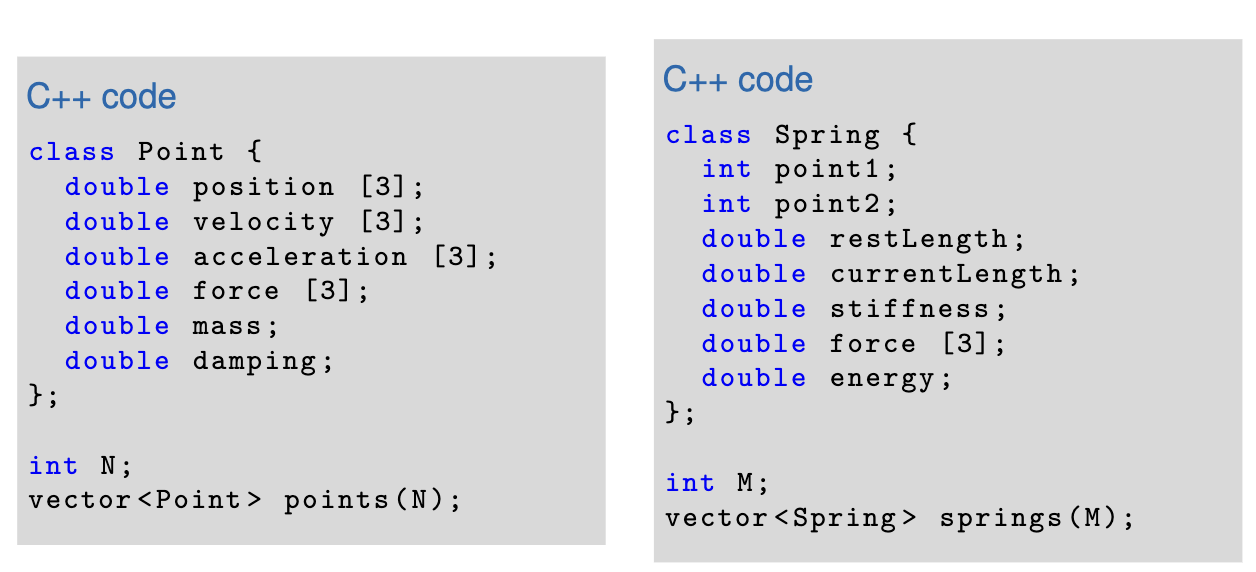 C++ code
class Point {
  double position [3];
  double velocity [3];
  double acceleration [3];
  double force [3];
  double mass;
  double damping;
};
int N;
vector<Point> points(N);
C++ code
class Spring {
  int point1;
  int point2;
  double restLength;
  double currentLength;
  double stiffness;
  double force [3];
  double energy;
};
int M;
vector<Spring> springs(M);